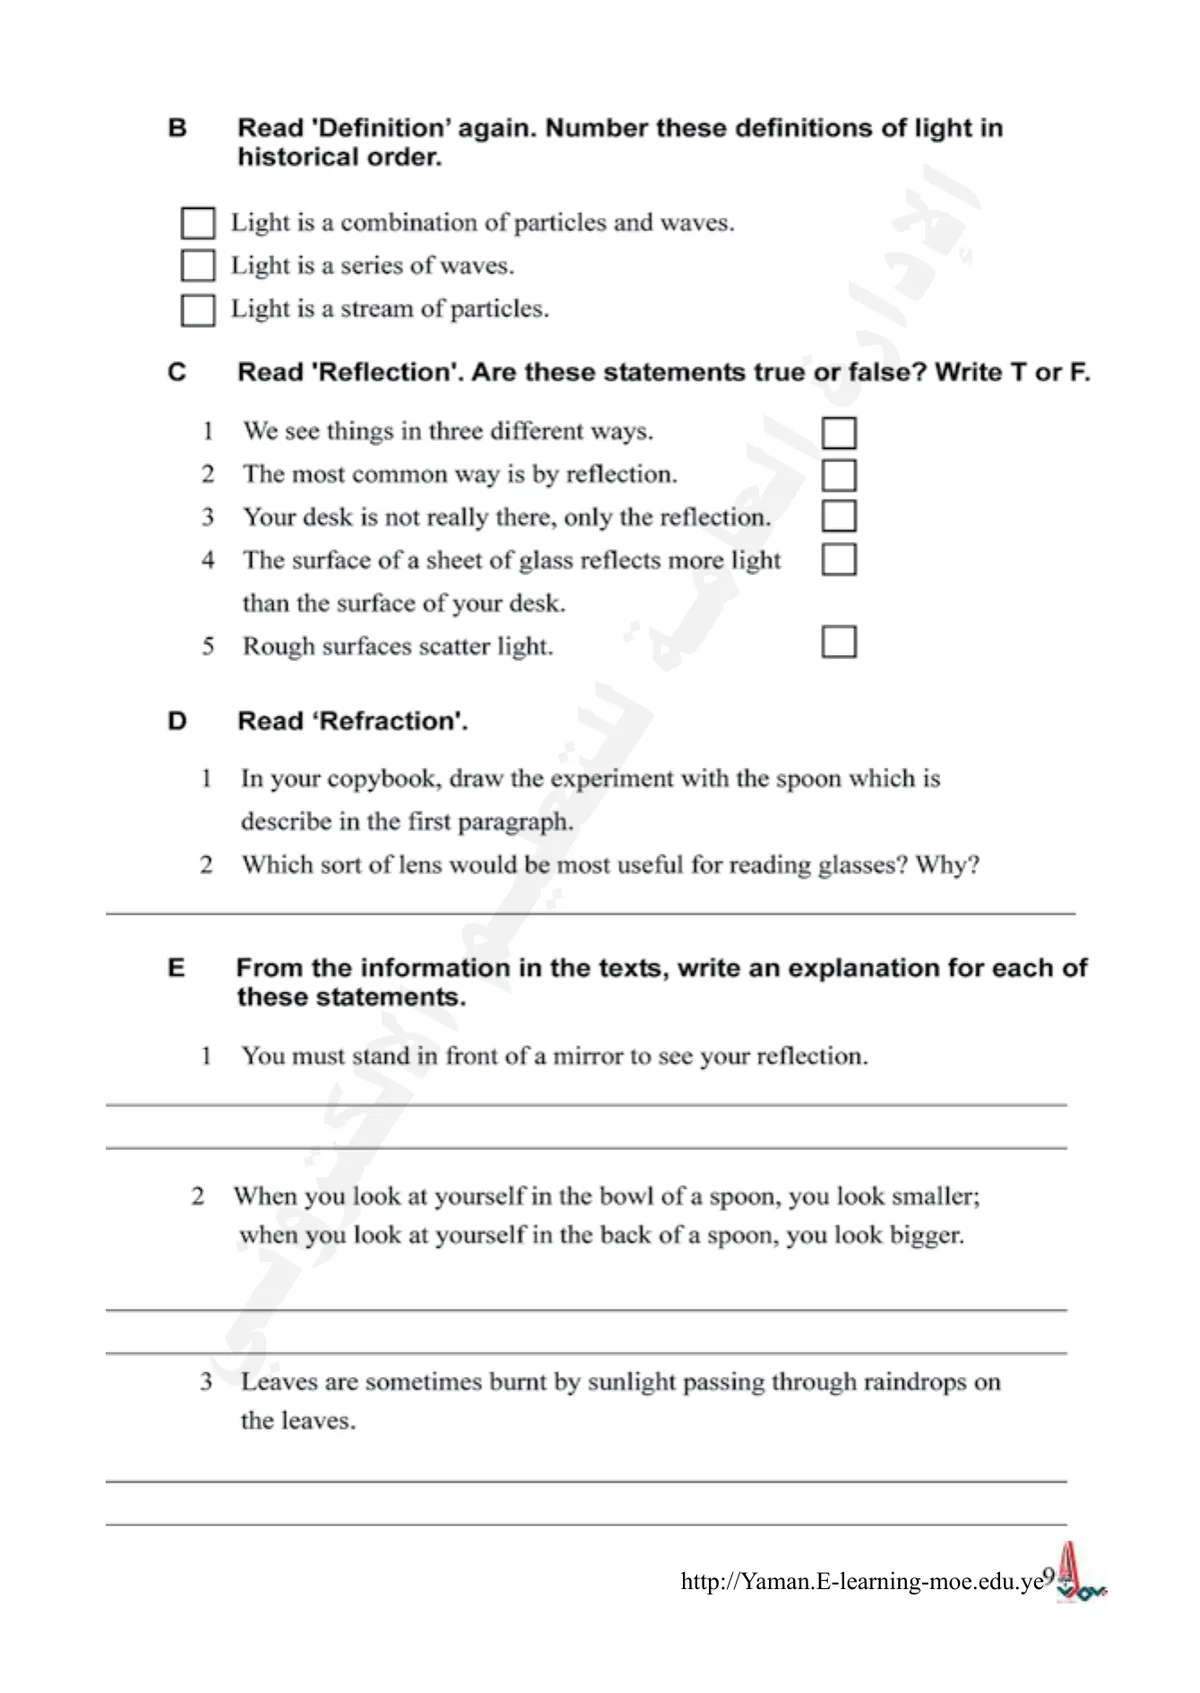 B Read 'Definition’ again. Number these definitions of light in
historical order.
Light is a combination of particles and waves.
Light is a series of waves.
Light is a stream of particles.
C Read 'Reflection'. Are these statements true or false? Write T or F.
1 We see things in three different ways.
2 The most common way is by reflection.
3 Your desk is not really there, only the reflection.
4 The surface of a sheet of glass reflects more light
than the surface of your desk.
5 Rough surfaces scatter light.
D Read ‘Refraction'.
1 In your copybook, draw the experiment with the spoon which is
describe in the first paragraph.
2 Which sort of lens would be most useful for reading glasses? Why?
E From the information in the texts, write an explanation for each of
these statements.
1 You must stand in front of a mirror to see your reflection.
2 When you look at yourself in the bowl of a spoon, you look smaller;
when you look at yourself in the back of a spoon, you look bigger.
3 Leaves are sometimes burnt by sunlight passing through raindrops on
the leaves.
http://Yaman.E-learning-moe.edu.ye9
الإدارة العامة للتعليم الالكتروني